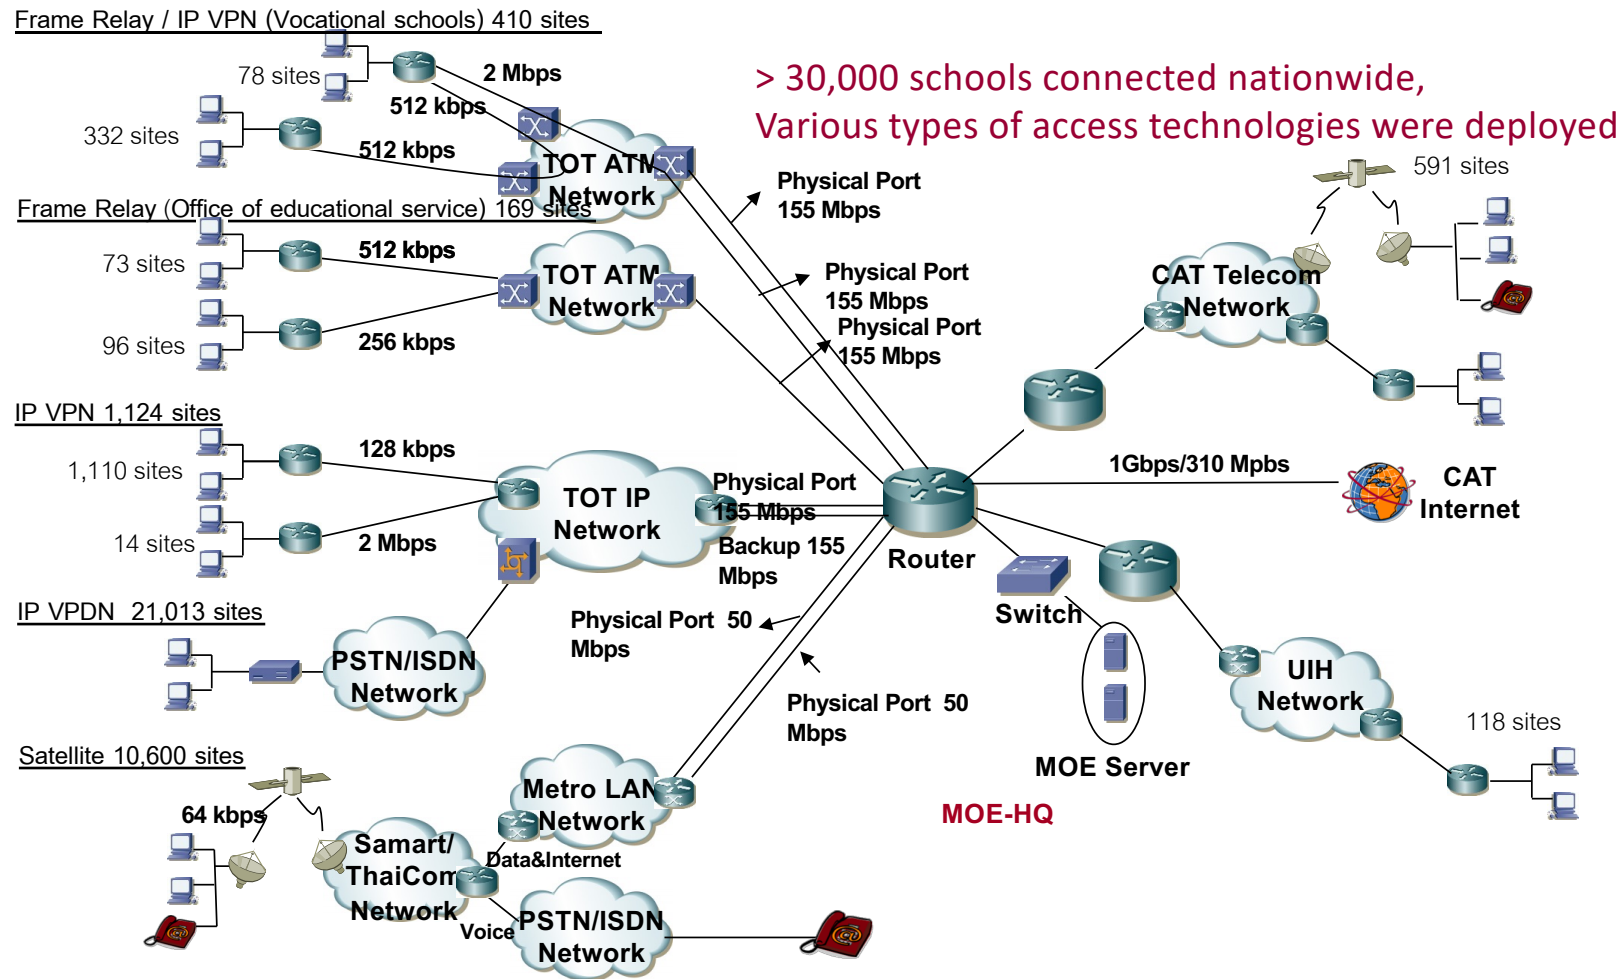 Frame Relay / IP VPN (Vocational schools) 410 sites
78 sites
2 Mbps
512 kbps
332 sites
512 kbps
TOT ATM
Network
> 30,000 schools connected nationwide,
Various types of access technologies were deployed
591 sites
Physical Port
155 Mbps
Frame Relay (Office of educational service) 169 sites
73 sites
512 kbps
TOT ATM
Network
96 sites
256 kbps
Physical Port
155 Mbps
Physical Port
155 Mbps
CAT Telecom
Network
IP VPN 1,124 sites
1,110 sites
128 kbps
14 sites
2 Mbps
TOT IP
Network
Physical Port
155 Mbps
Backup 155
Mbps
Router
1Gbps/310 Mpbs
CAT
Internet
IP VPDN 21,013 sites
PSTN/ISDN
Network
Physical Port 50
Mbps
Physical Port 50
Mbps
Switch
MOE Server
MOE-HQ
UIH
Network
118 sites
Satellite 10,600 sites
64 kbps
Samart/
ThaiCom
Network
Metro LAN
Network
Data&Internet
Voice
PSTN/ISDN
Network